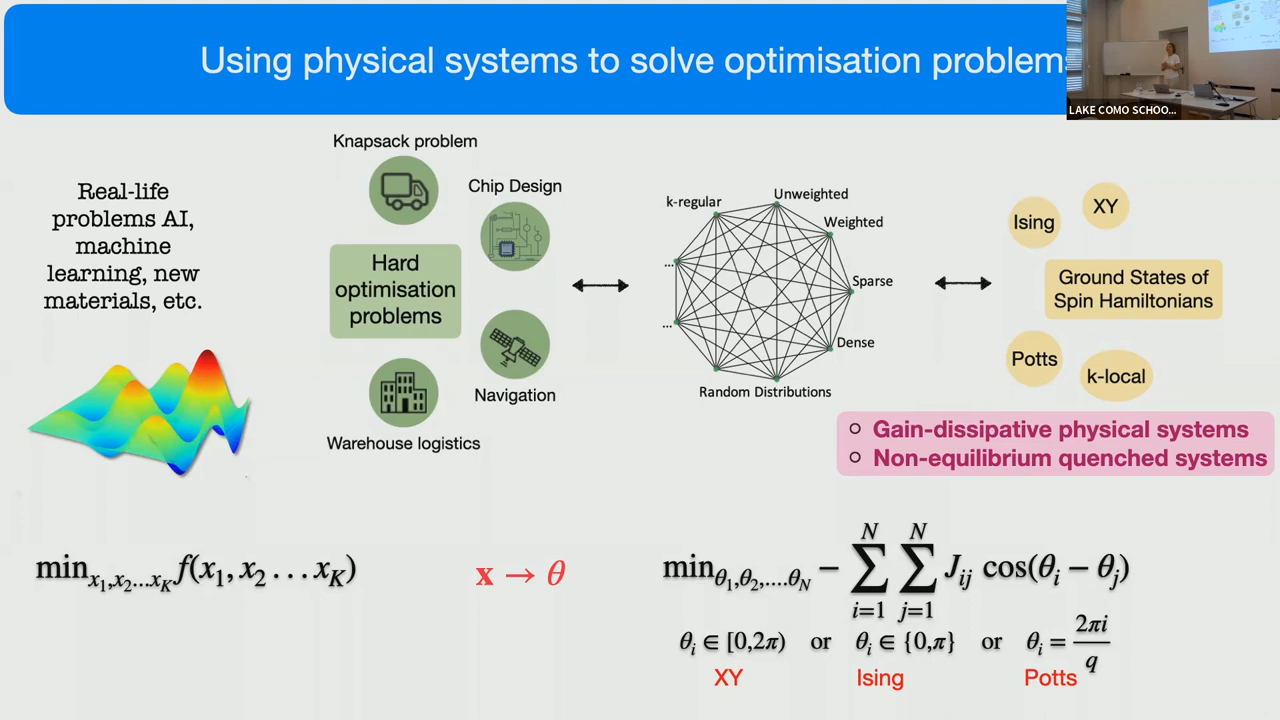 Using physical systems to solve optimisation problem
LAKE COMO SCHOO...
Real-life
problems AI,
machine
learning, new
materials, etc.
Knapsack problem
Chip Design
Hard
optimisation
problems
Navigation
Warehouse logistics
k-regular
Unweighted
Weighted
...
Sparse
...
Dense
Random Distributions
Ising
XY
Ground States of
Spin Hamiltonians
Potts
k-local
Gain-dissipative physical systems
Non-equilibrium quenched systems
min_{x_1,x_2...x_K} f(x_1, x_2 ... x_K)
x → θ
min_{θ_1,θ_2,....θ_N} − \sum_{i=1}^{N} \sum_{j=1}^{N} J_{ij} cos(θ_i − θ_j)
θ_i ∈ [0,2π) or θ_i ∈ {0,π} or θ_i = \frac{2πi}{q}
XY Ising Potts